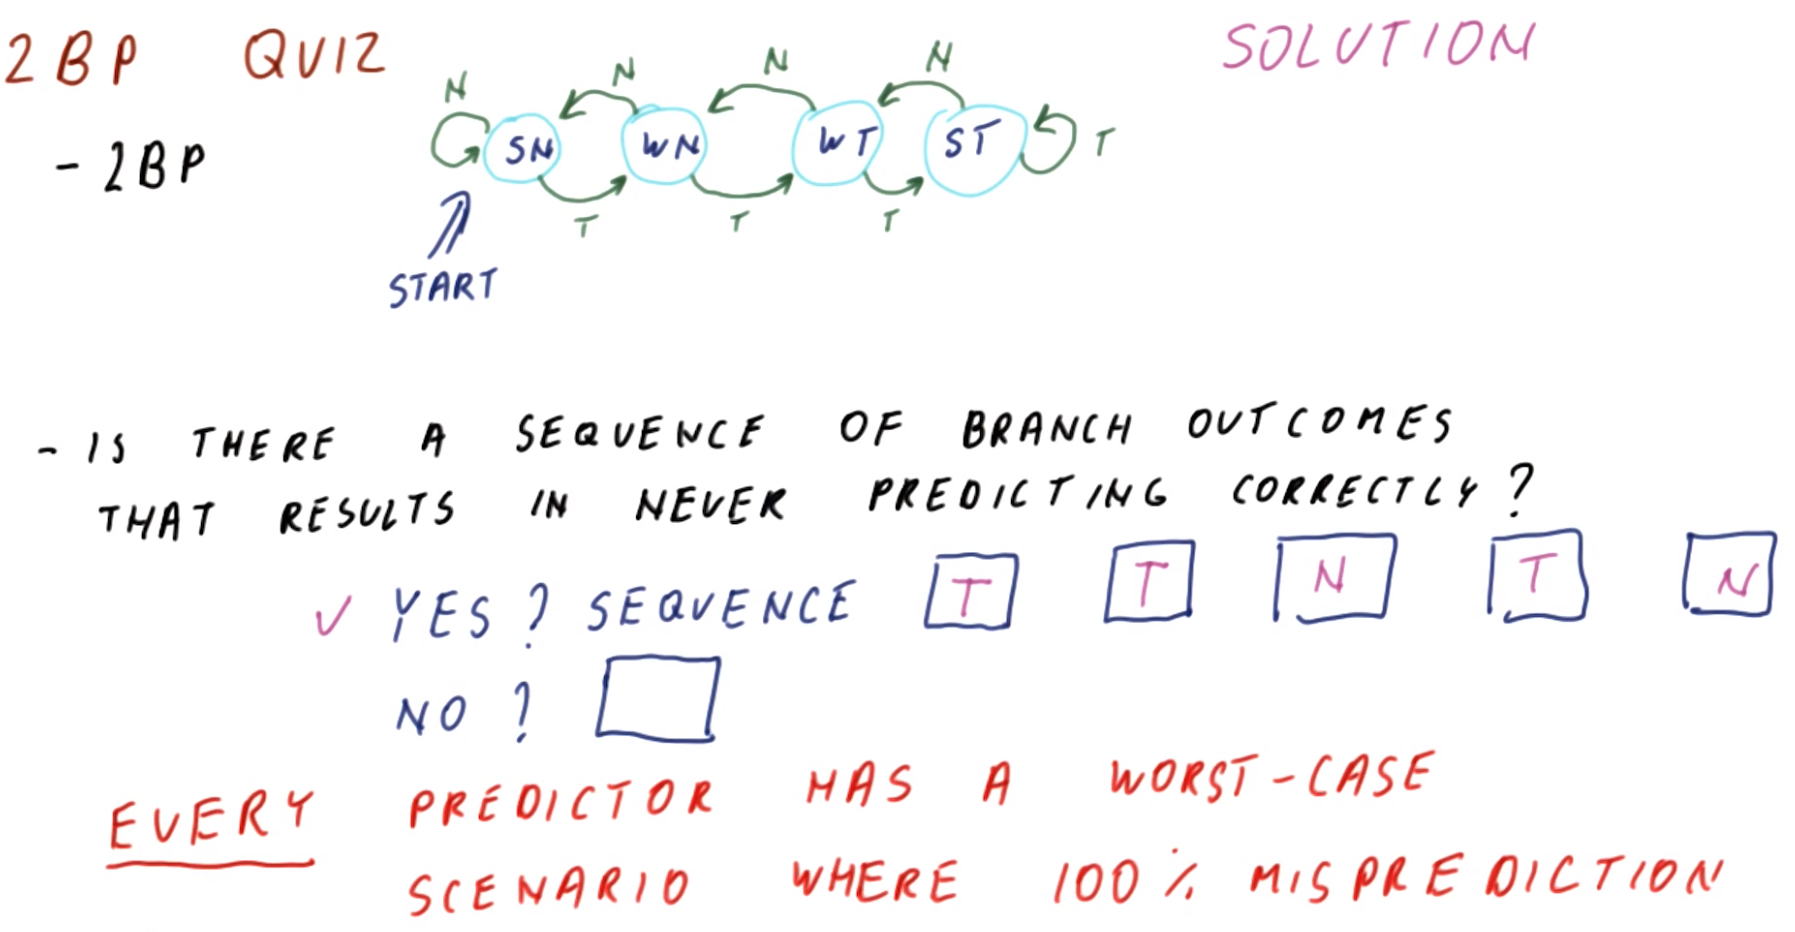 2BP QUIZ
SOLUTION
N N N N
- 2BP
SN WN WT ST T
T T T
START
- IS THERE A SEQUENCE OF BRANCH OUTCOMES
THAT RESULTS IN NEVER PREDICTING CORRECTLY?
✓ YES? SEQUENCE T T N T N
NO?
EVERY PREDICTOR HAS A WORST-CASE
SCENARIO WHERE 100% MISPREDICTION